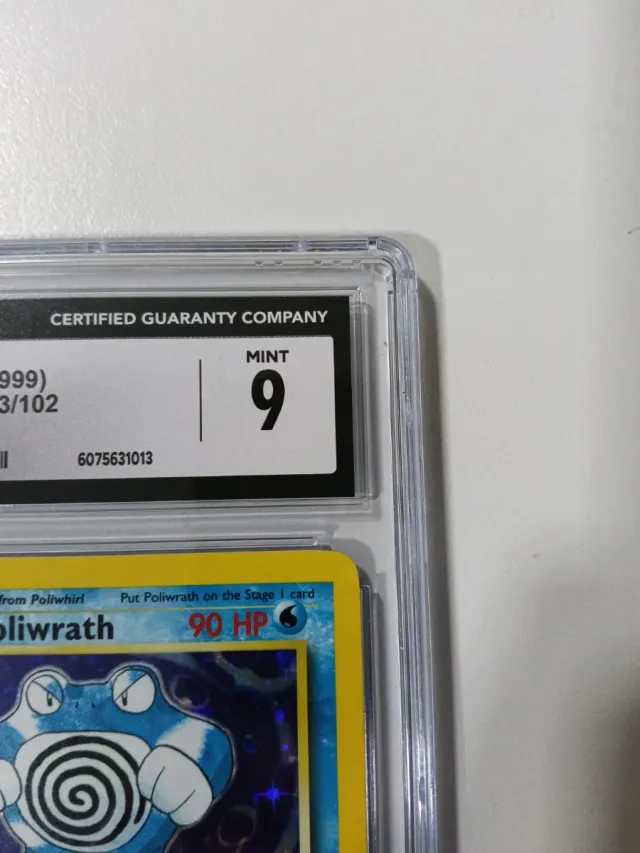 CERTIFIED GUARANTY COMPANY
999)
3/102
MINT
9
6075631013
from Poliwhirl
Put Poliwrath on the Stage 1 card
oliwrath
90 HP